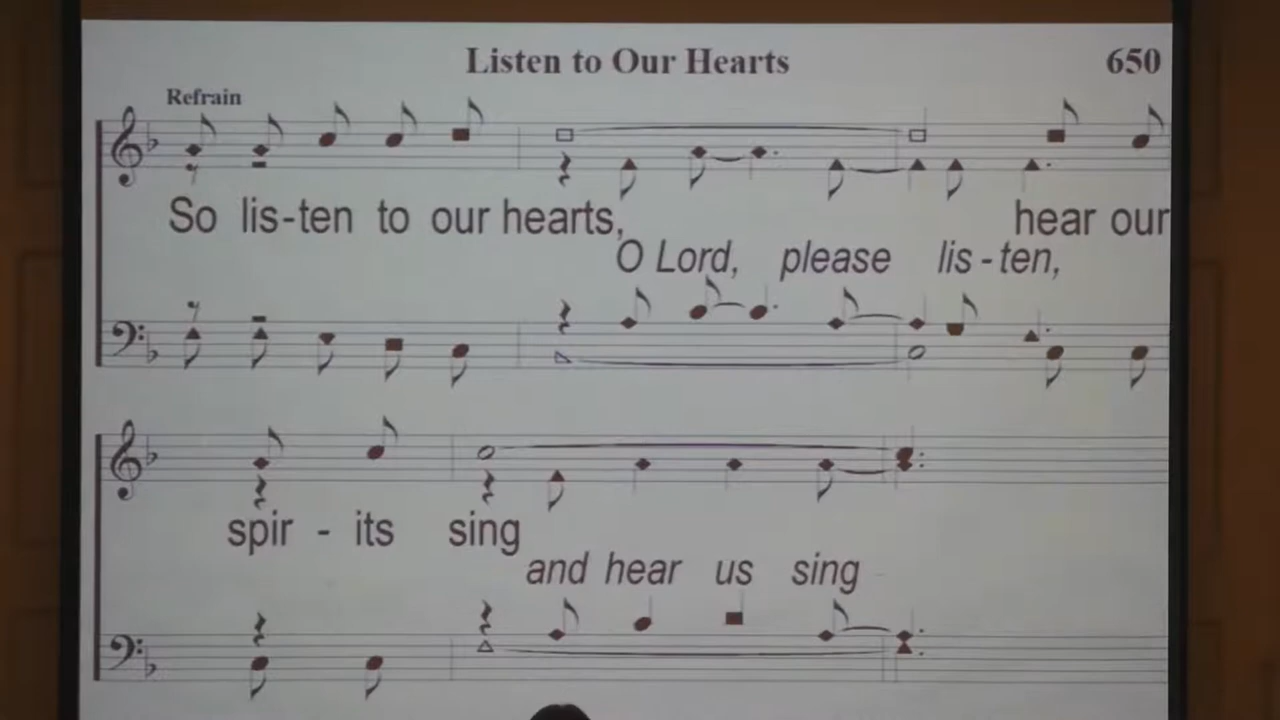 Listen to Our Hearts 650
Refrain
So lis-ten to our hearts, hear our
O Lord, please lis-ten,
spir - its sing
and hear us sing